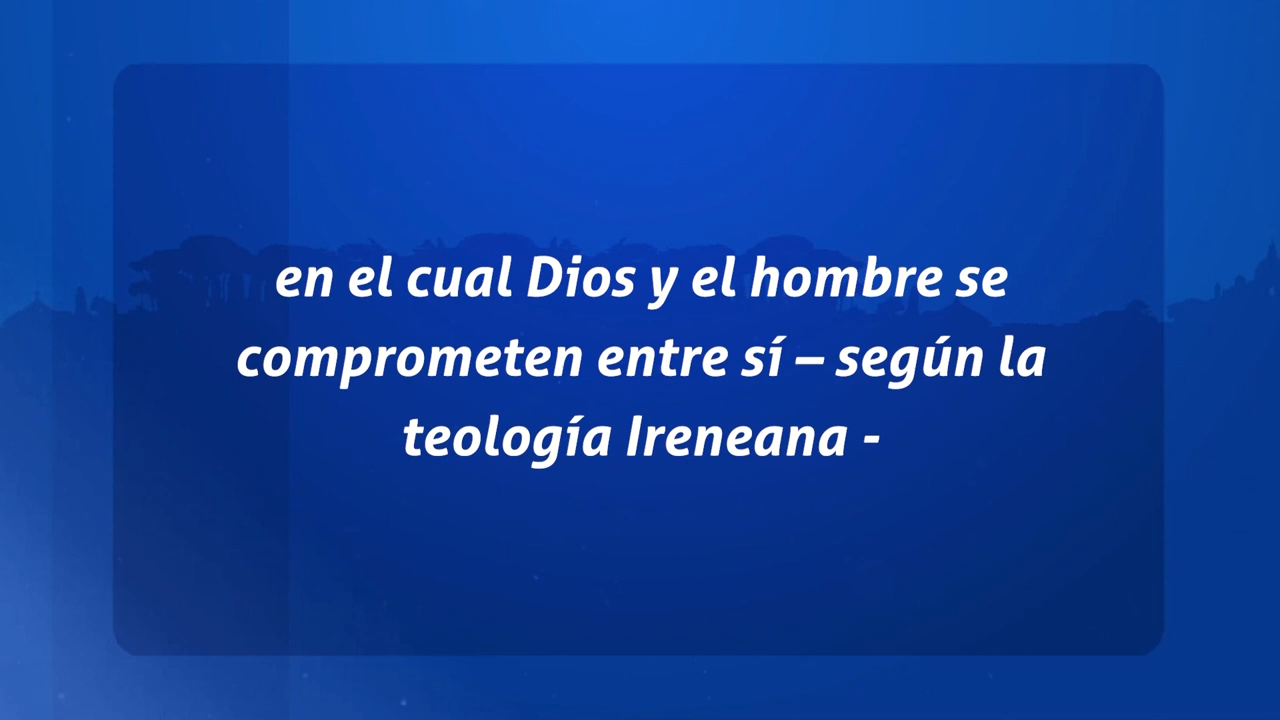 en el cual Dios y el hombre se
comprometen entre sí – según la
teología Ireneana -